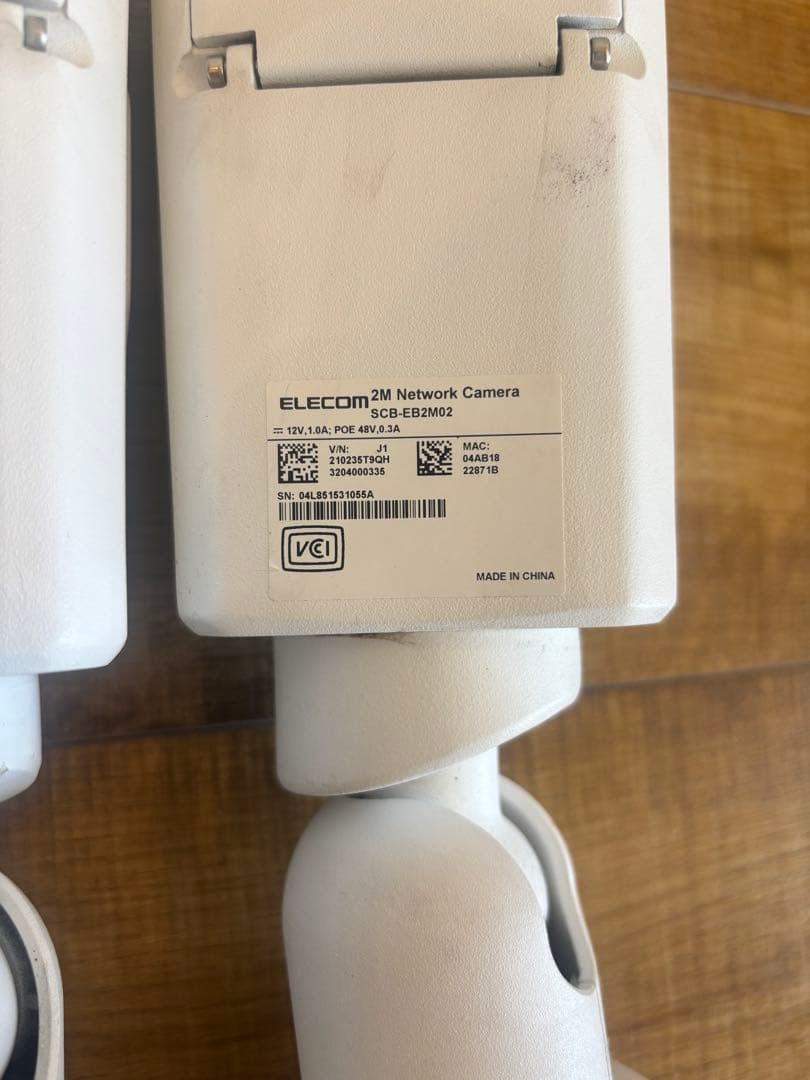 ELECOM 2M Network Camera
SCB-EB2M02
⎓ 12V,1.0A; POE 48V,0.3A
V/N: J1
210235T9QH
3204000335
MAC:
04AB18
22871B
SN: 04L851531055A
VCCI
MADE IN CHINA